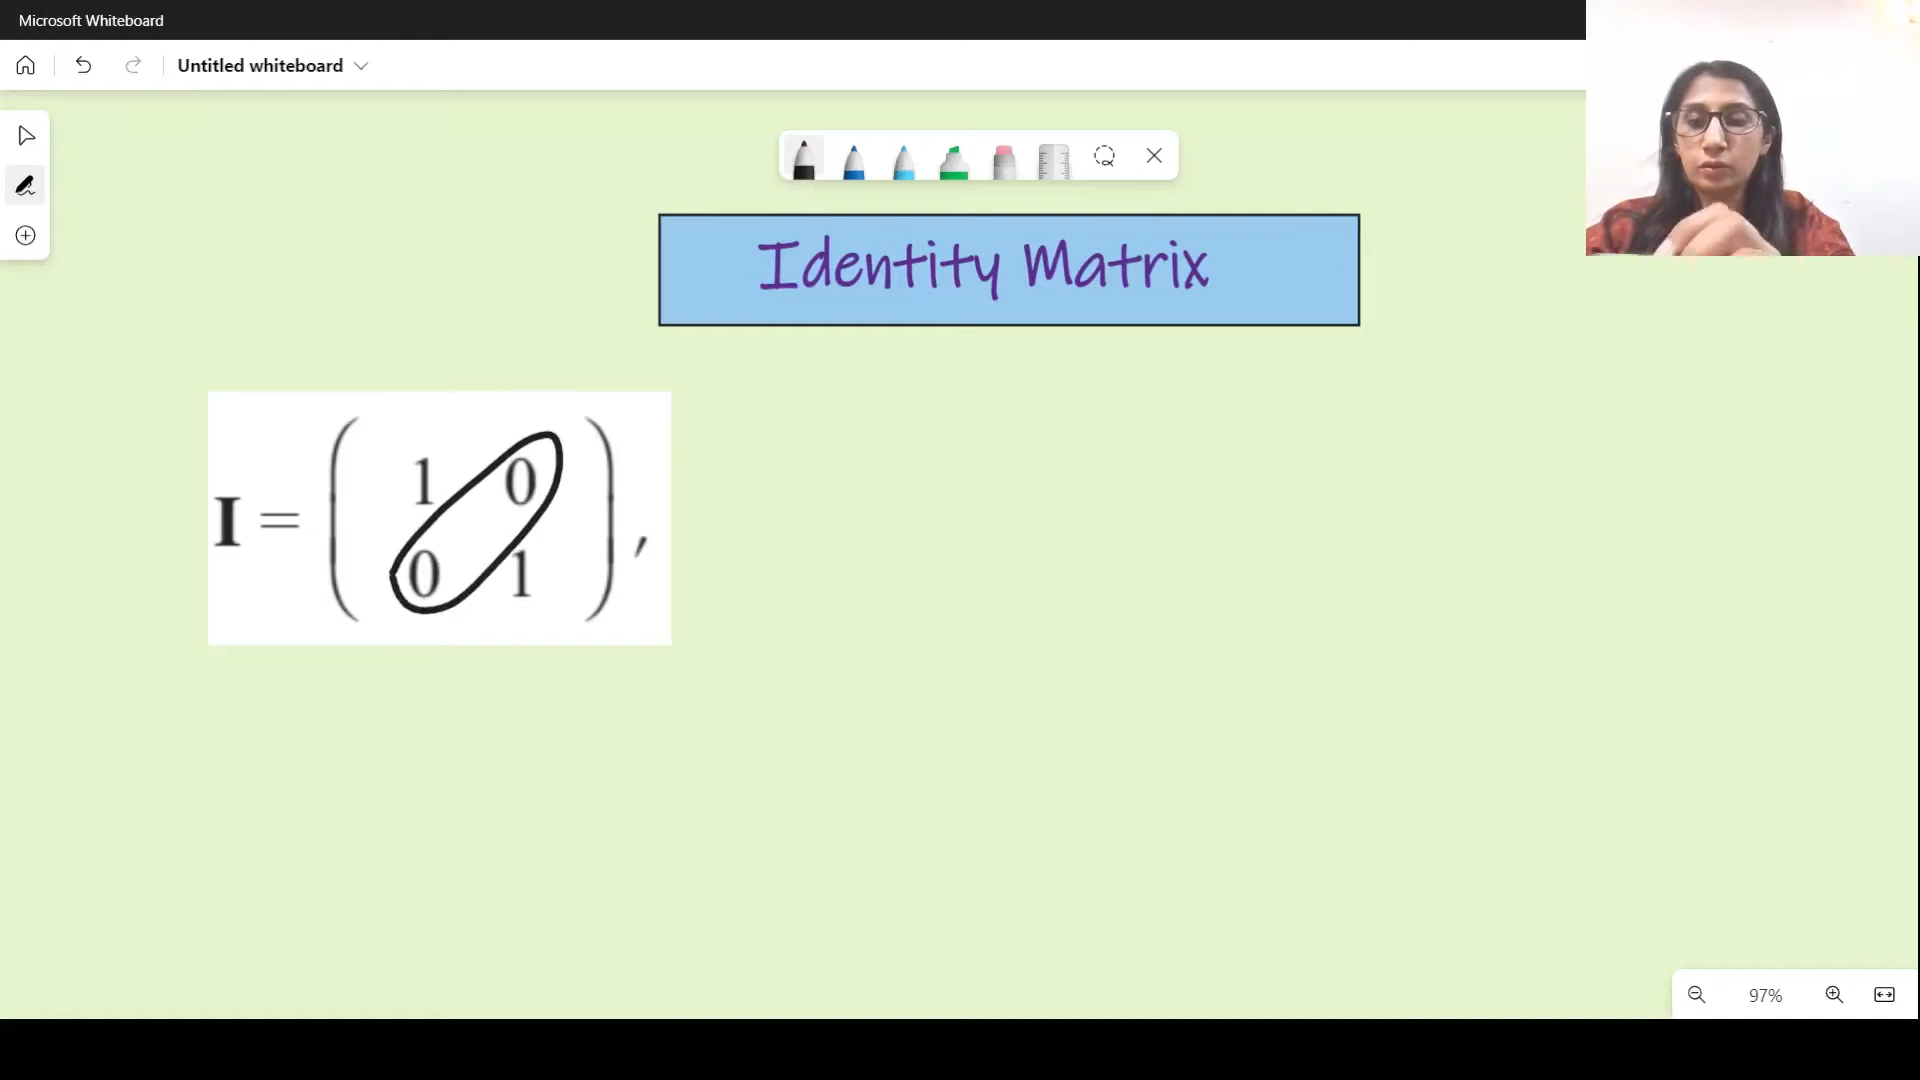 Microsoft Whiteboard
Untitled whiteboard
Identity Matrix
I = ( 1 0
0 1 ) ,
97%